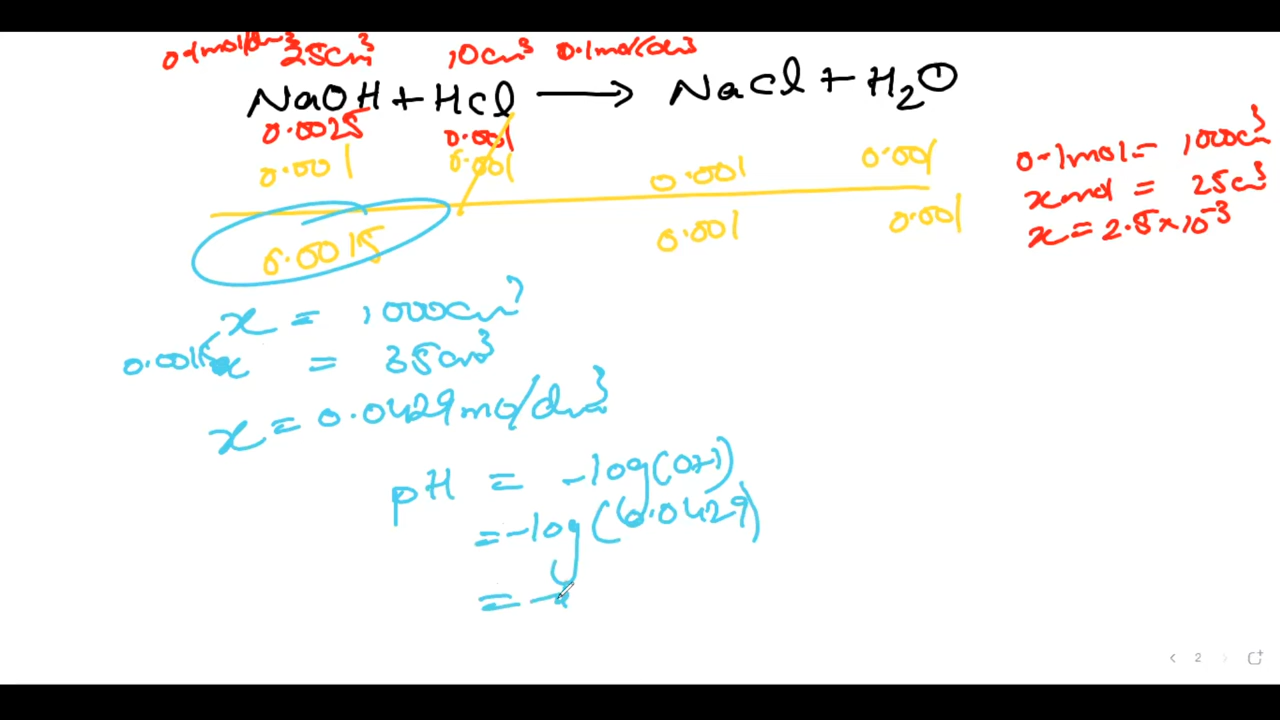 0.1mol/dm³ 25cm³ 10cm³ 0.1mol/dm³
NaOH + HCl ⟶ NaCl + H₂O
0.0025 0.001
0.001 0.001 0.001 0.001
0.0015 0.001 0.001
0.1mol = 1000cm³
x mol = 25cm³
x = 2.5×10⁻³
x = 1000cm³
0.0015 = 35cm³
x = 0.0429mol/dm³
pH = -log(OH)
= -log(0.0429)
= -
2